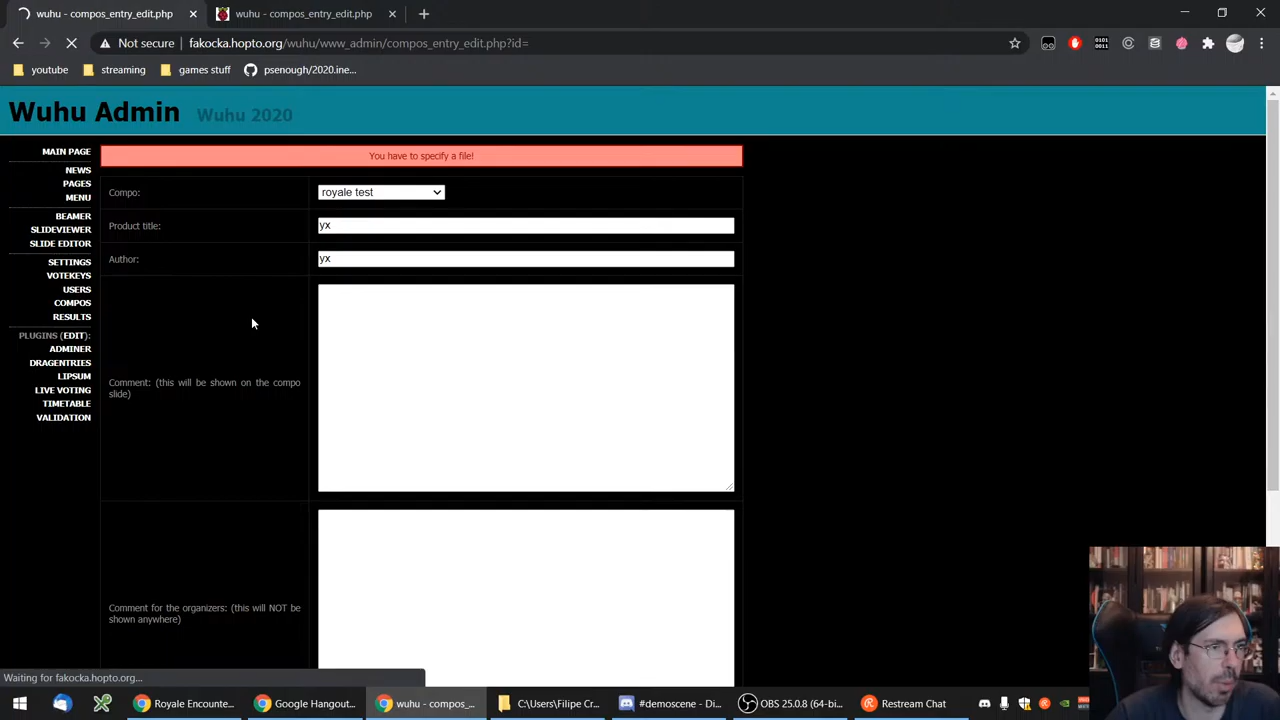 wuhu - compos_entry_edit.php
wuhu - compos_entry_edit.php
Not secure
fakocka.hopto.org/wuhu/www_admin/compos_entry_edit.php?id=
0101
0011
youtube
streaming
games stuff
psenough/2020.ine...
Wuhu Admin
Wuhu 2020
MAIN PAGE
You have to specify a file!
NEWS
PAGES
MENU
BEAMER
SLIDEVIEWER
SLIDE EDITOR
SETTINGS
VOTEKEYS
USERS
COMPOS
RESULTS
PLUGINS (EDIT):
ADMINER
DRAGENTRIES
LIPSUM
LIVE VOTING
TIMETABLE
VALIDATION
Compo:
royale test
Product title:
yx
Author:
yx
Comment: (this will be shown on the compo
slide)
Comment for the organizers: (this will NOT be
shown anywhere)
Waiting for fakocka.hopto.org...
Royale Encounte...
Google Hangout...
wuhu - compos_...
C:\Users\Filipe Cr...
#demoscene - Di...
OBS 25.0.8 (64-bi...
Restream Chat